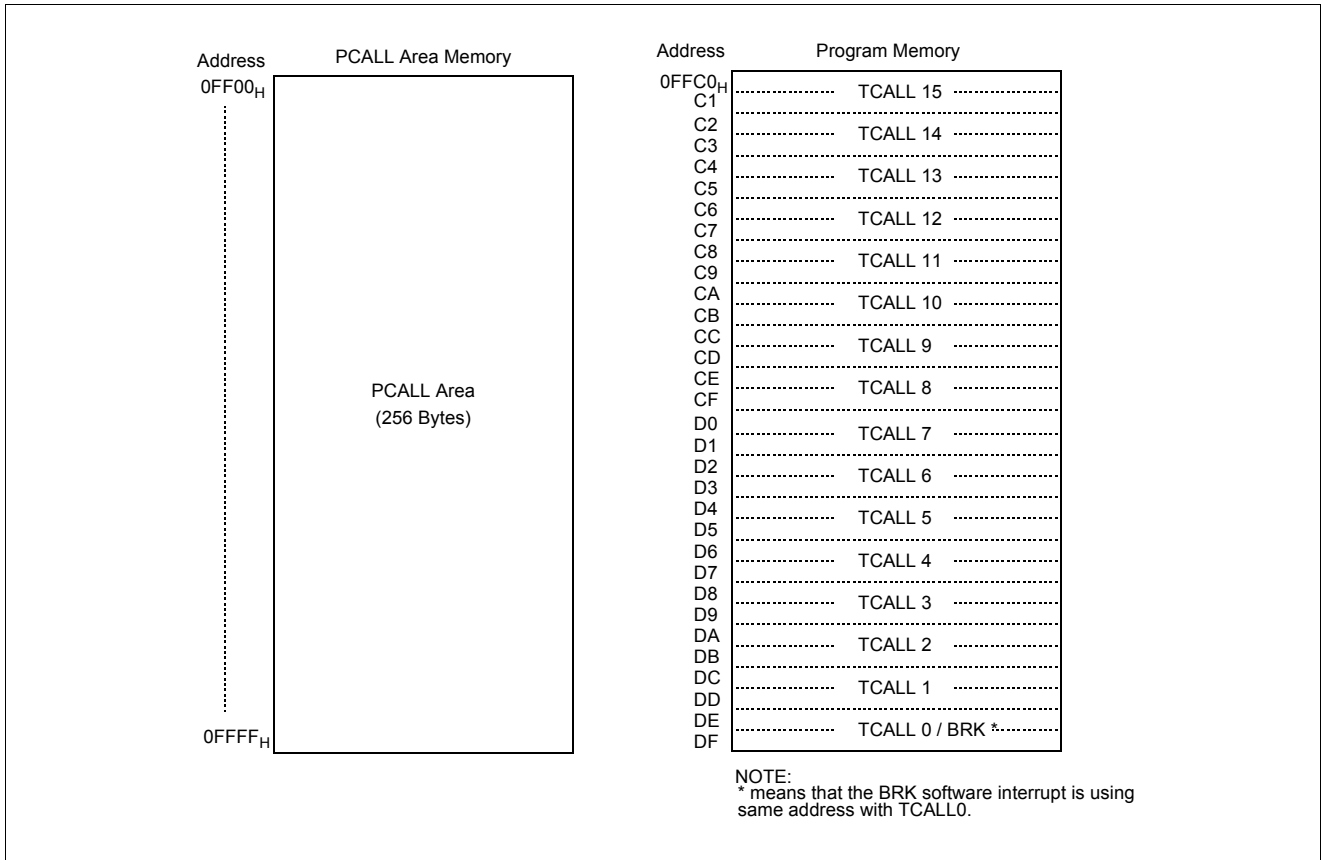 Address
PCALL Area Memory
0FF00H
PCALL Area
(256 Bytes)
0FFFFH
Address
Program Memory
0FFC0H
C1
TCALL 15
C2
C3
TCALL 14
C4
C5
TCALL 13
C6
C7
TCALL 12
C8
C9
TCALL 11
CA
CB
TCALL 10
CC
CD
TCALL 9
CE
CF
TCALL 8
D0
D1
TCALL 7
D2
D3
TCALL 6
D4
D5
TCALL 5
D6
D7
TCALL 4
D8
D9
TCALL 3
DA
DB
TCALL 2
DC
DD
TCALL 1
DE
DF
TCALL 0 / BRK *
NOTE:
* means that the BRK software interrupt is using
same address with TCALL0.